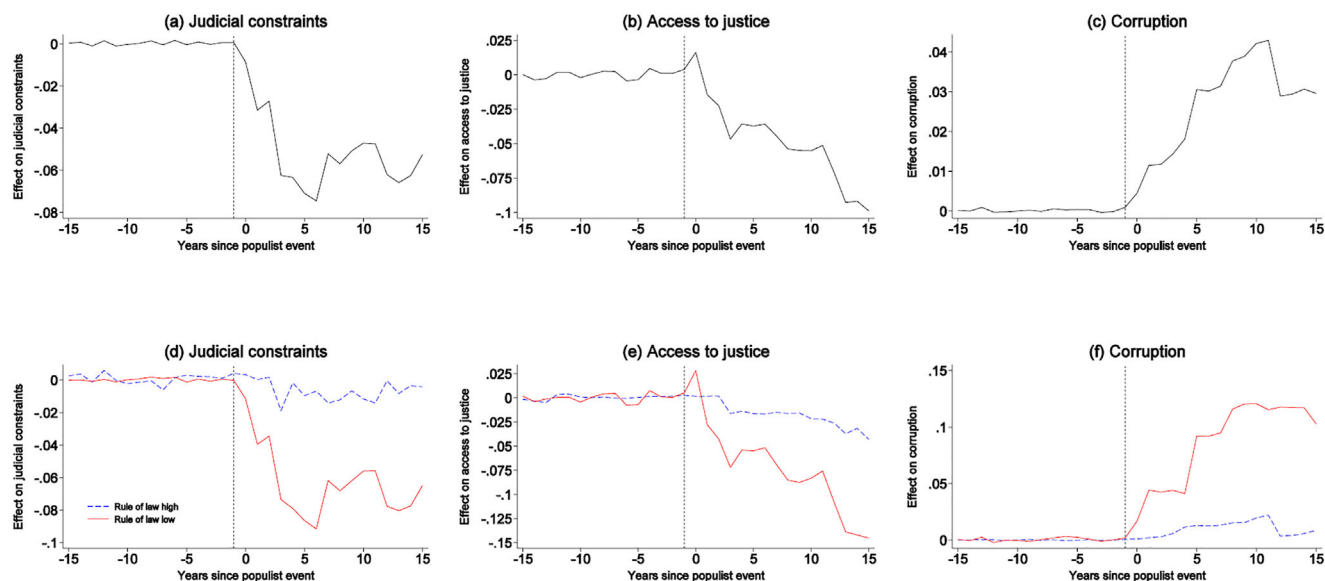 (a) Judicial constraints
Effect on judicial constraints
0
-.02
-.04
-.06
-.08
-15 -10 -5 0 5 10 15
Years since populist event
(b) Access to justice
Effect on access to justice
.025
0
-.025
-.05
-.075
-.1
-15 -10 -5 0 5 10 15
Years since populist event
(c) Corruption
Effect on corruption
.04
.03
.02
.01
0
-15 -10 -5 0 5 10 15
Years since populist event
(d) Judicial constraints
Effect on judicial constraints
0
-.02
-.04
-.06
-.08
-.1
Rule of law high
Rule of law low
-15 -10 -5 0 5 10 15
Years since populist event
(e) Access to justice
Effect on access to justice
.025
0
-.025
-.05
-.075
-.1
-.125
-.15
-15 -10 -5 0 5 10 15
Years since populist event
(f) Corruption
Effect on corruption
.15
.1
.05
0
-15 -10 -5 0 5 10 15
Years since populist event